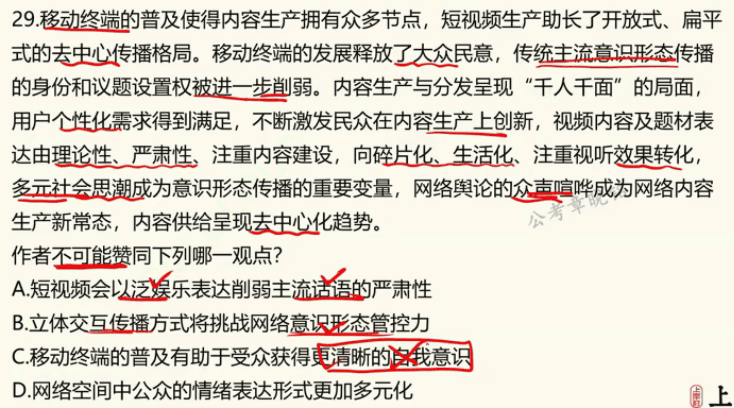 29.移动终端的普及使得内容生产拥有众多节点，短视频生产助长了开放式、扁平
式的去中心传播格局。移动终端的发展释放了大众民意，传统主流意识形态传播
的身份和议题设置权被进一步削弱。内容生产与分发呈现“千人千面”的局面，
用户个性化需求得到满足，不断激发民众在内容生产上创新，视频内容及题材表
达由理论性、严肃性、注重内容建设，向碎片化、生活化、注重视听效果转化，
多元社会思潮成为意识形态传播的重要变量，网络舆论的众声喧哗成为网络内容
生产新常态，内容供给呈现去中心化趋势。
公考章晓
作者不可能赞同下列哪一观点？
A.短视频会以泛娱乐表达削弱主流话语的严肃性
B.立体交互传播方式将挑战网络意识形态管控力
C.移动终端的普及有助于受众获得更清晰的自我意识
D.网络空间中公众的情绪表达形式更加多元化
上